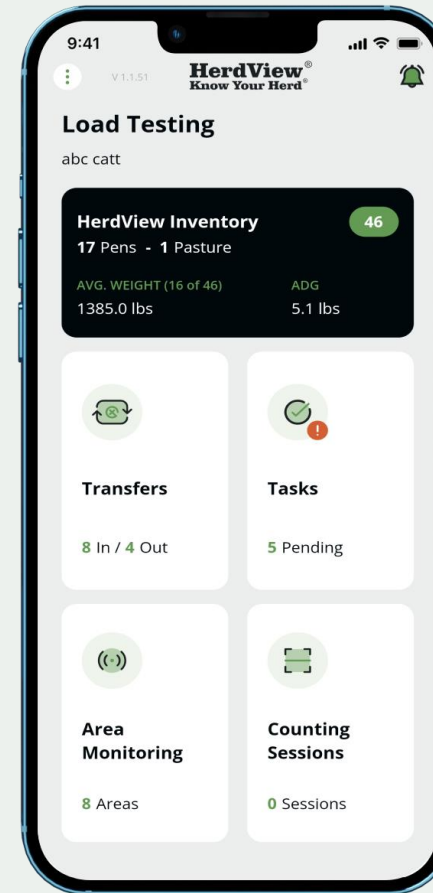 9:41
V 1.1.51
HerdView®
Know Your Herd®
Load Testing
abc catt
HerdView Inventory
46
17 Pens - 1 Pasture
AVG. WEIGHT (16 of 46)
ADG
1385.0 lbs
5.1 lbs
Transfers
8 In / 4 Out
!
Tasks
5 Pending
Area
Monitoring
8 Areas
Counting
Sessions
0 Sessions